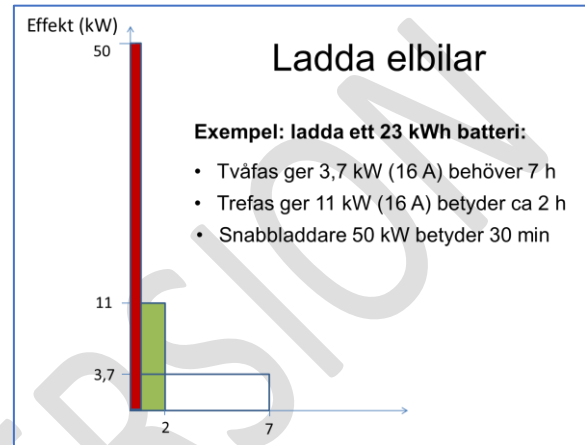 Effekt (kW)
50
Ladda elbilar
Exempel: ladda ett 23 kWh batteri:
• Tvåfas ger 3,7 kW (16 A) behöver 7 h
• Trefas ger 11 kW (16 A) betyder ca 2 h
• Snabbladdare 50 kW betyder 30 min
11
3,7
2 7
ERSION